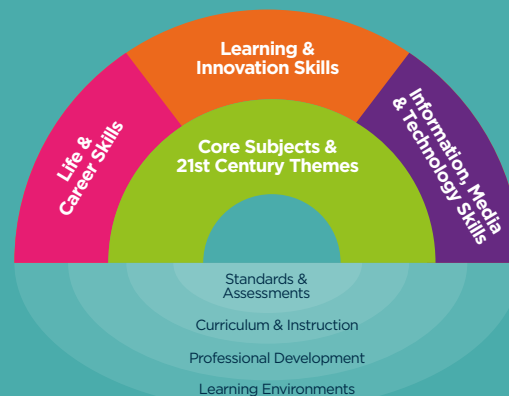 Learning &
Innovation Skills
Life &
Career Skills
Information, Media
& Technology Skills
Core Subjects &
21st Century Themes
Standards &
Assessments
Curriculum & Instruction
Professional Development
Learning Environments